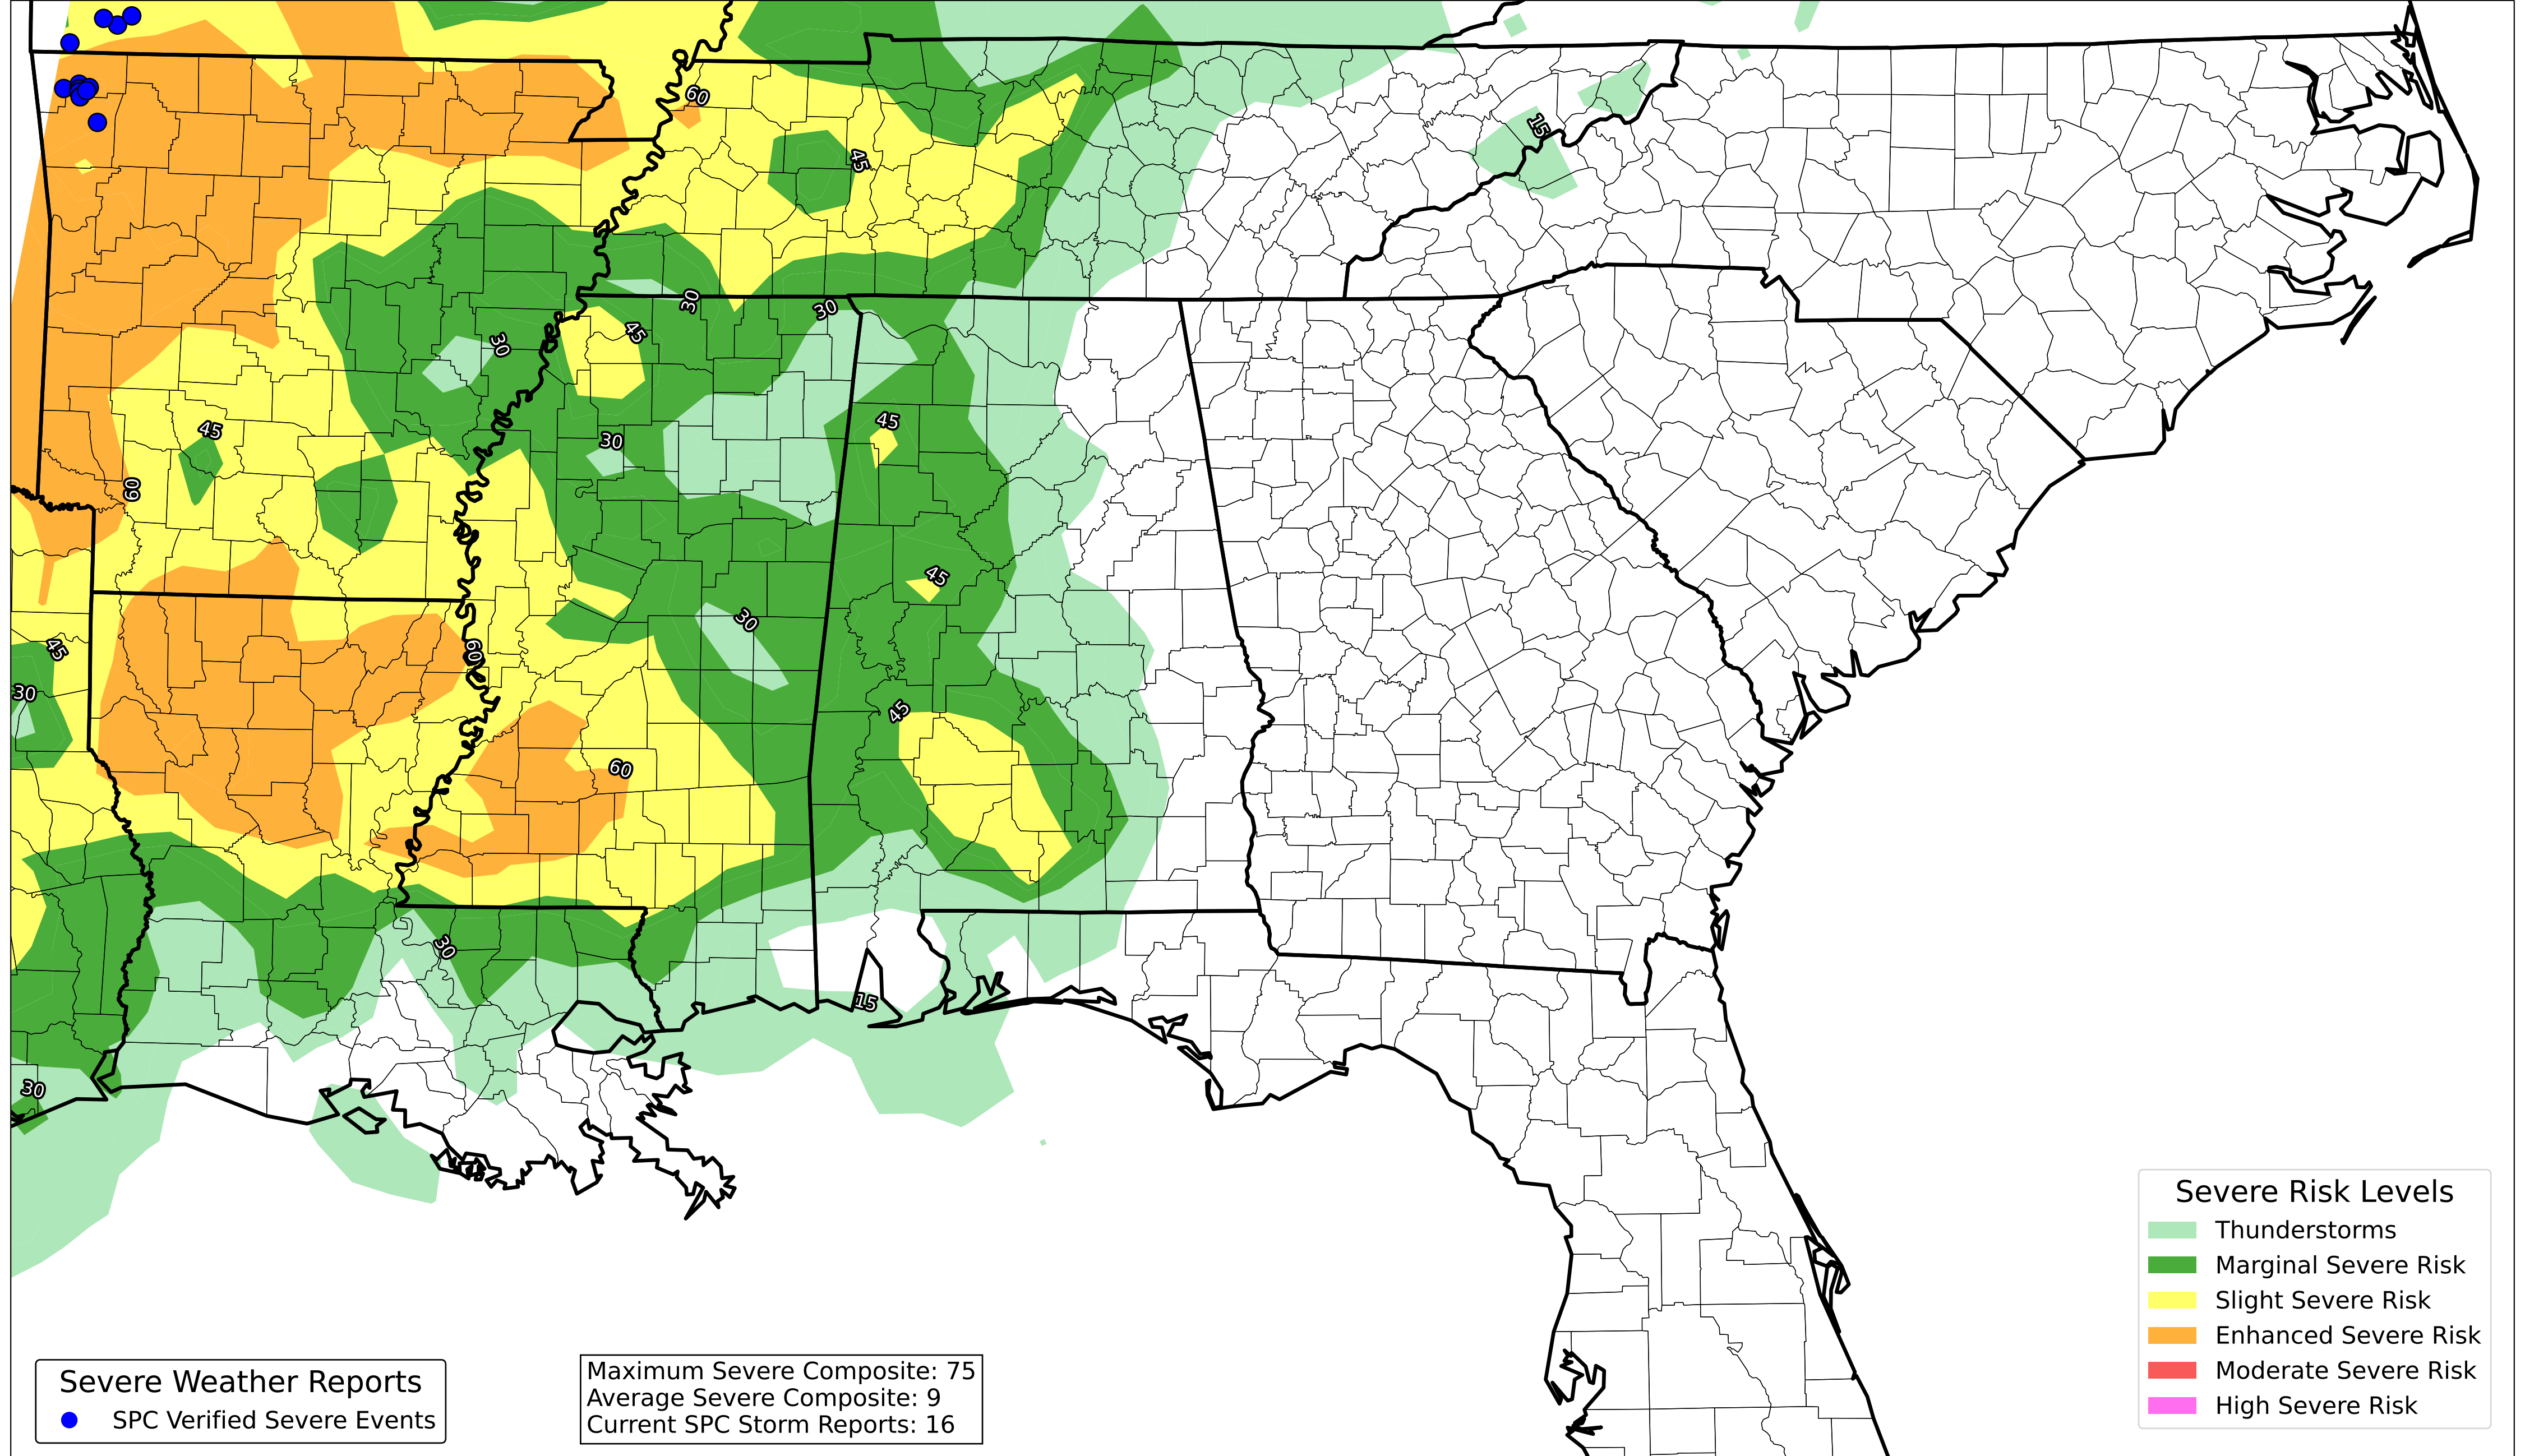 60
15
45
30
30
45
30
45
45
30
60
45
30
45
60
30
45
60
30
15
30
Severe Risk Levels
Thunderstorms
Marginal Severe Risk
Slight Severe Risk
Enhanced Severe Risk
Moderate Severe Risk
High Severe Risk
Severe Weather Reports
SPC Verified Severe Events
Maximum Severe Composite: 75
Average Severe Composite: 9
Current SPC Storm Reports: 16